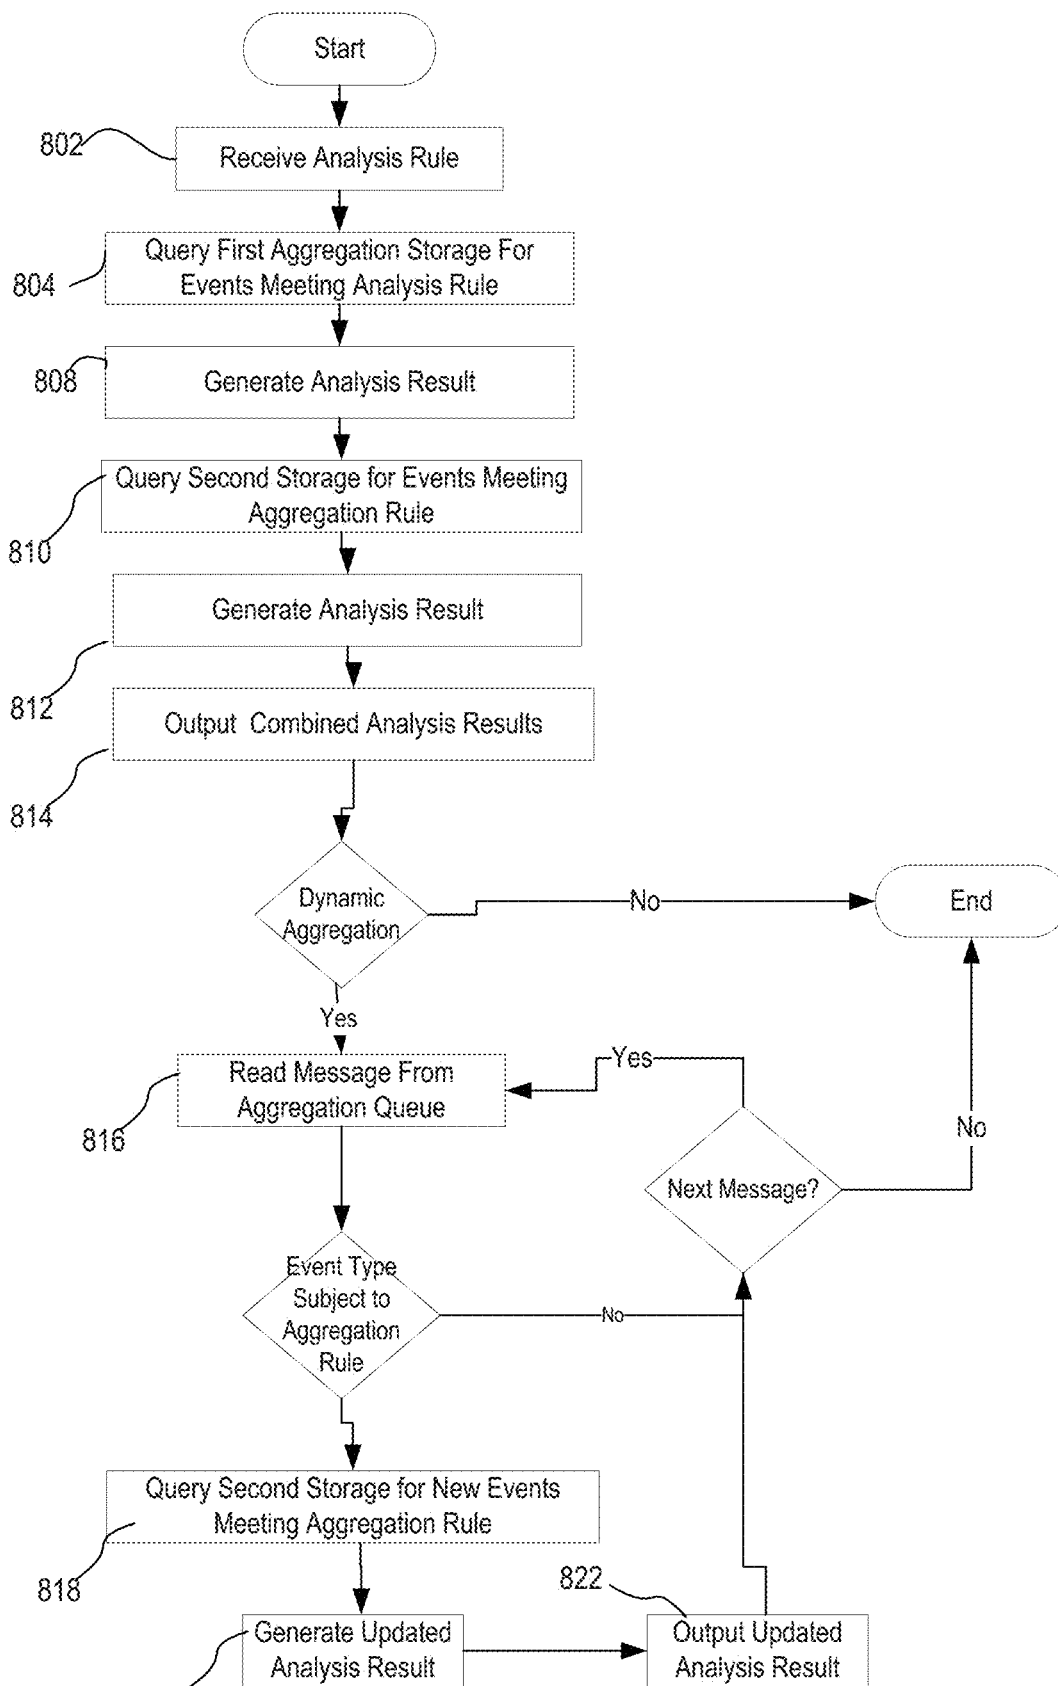 Start
802
Receive Analysis Rule
Query First Aggregation Storage For
Events Meeting Analysis Rule
804
808
Generate Analysis Result
Query Second Storage for Events Meeting
Aggregation Rule
810
Generate Analysis Result
812
Output Combined Analysis Results
814
Dynamic
Aggregation
No
End
Yes
Read Message From
Aggregation Queue
816
Yes
Next Message?
No
Event Type
Subject to
Aggregation
Rule
No
Query Second Storage for New Events
Meeting Aggregation Rule
818
822
Generate Updated
Analysis Result
Output Updated
Analysis Result